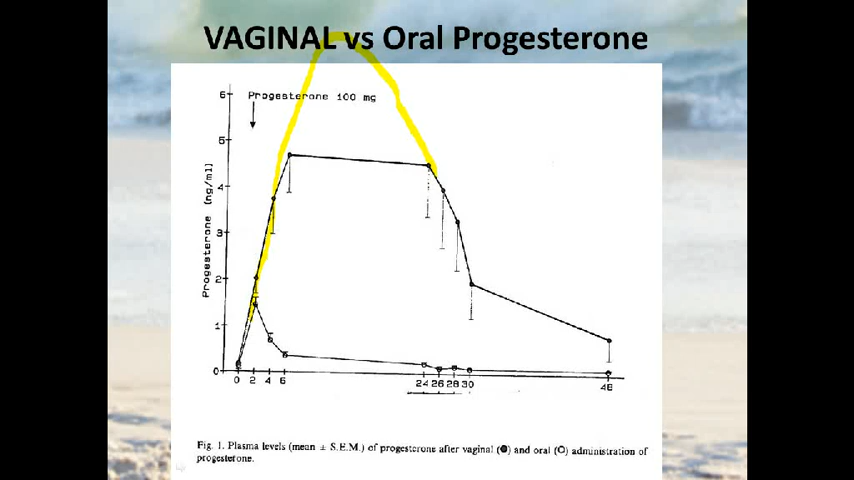 VAGINAL vs Oral Progesterone
Progesterone 100 mg
Progesterone (ng/ml)
6
5
4
3
2
1
0
0 2 4 6 24 26 28 30 48
Fig. 1. Plasma levels (mean ± S.E.M.) of progesterone after vaginal (●) and oral (○) administration of
progesterone.